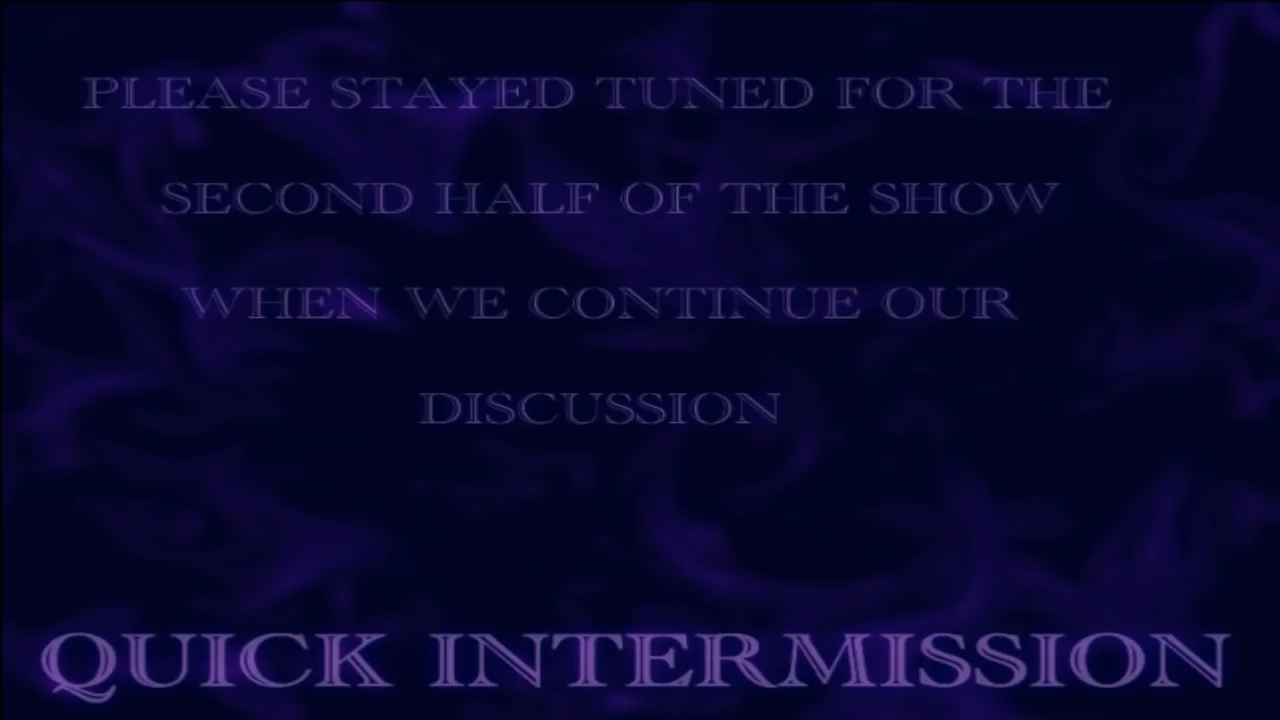 PLEASE STAYED TUNED FOR THE
SECOND HALF OF THE SHOW
WHEN WE CONTINUE OUR
DISCUSSION
QUICK INTERMISSION